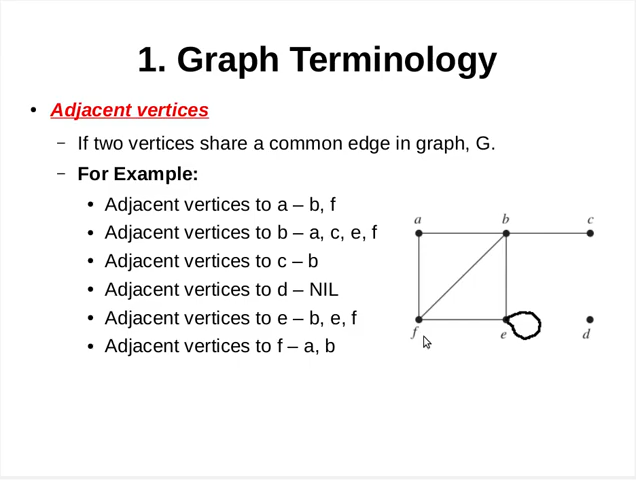 1. Graph Terminology
• Adjacent vertices
– If two vertices share a common edge in graph, G.
– For Example:
• Adjacent vertices to a – b, f
• Adjacent vertices to b – a, c, e, f
• Adjacent vertices to c – b
• Adjacent vertices to d – NIL
• Adjacent vertices to e – b, e, f
• Adjacent vertices to f – a, b
a b c
f e d